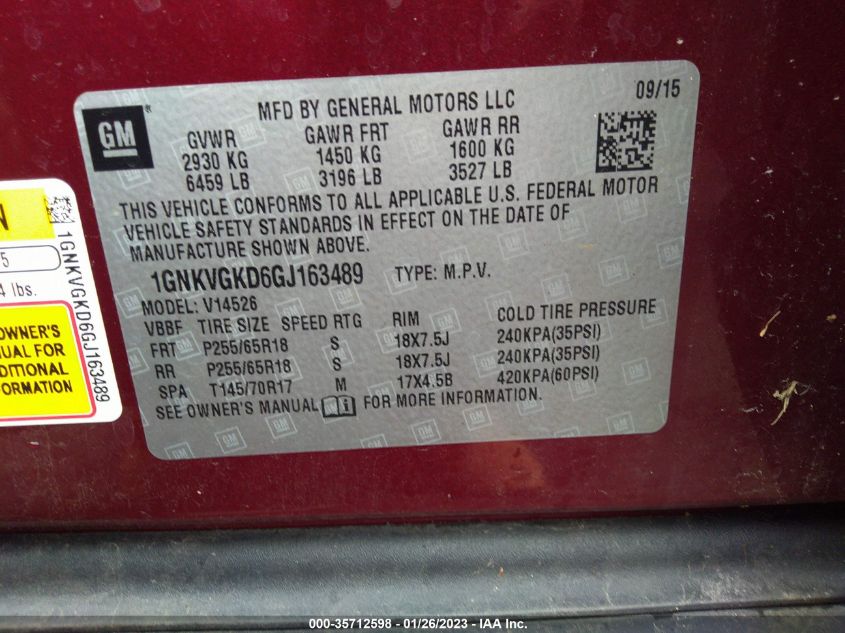 GM
MFD BY GENERAL MOTORS LLC
09/15
GVWR GAWR FRT GAWR RR
2930 KG 1450 KG 1600 KG
6459 LB 3196 LB 3527 LB
THIS VEHICLE CONFORMS TO ALL APPLICABLE U.S. FEDERAL MOTOR
VEHICLE SAFETY STANDARDS IN EFFECT ON THE DATE OF
MANUFACTURE SHOWN ABOVE.
1GNKVGKD6GJ163489 TYPE: M.P.V.
MODEL: V14526
VBBF TIRE SIZE SPEED RTG RIM COLD TIRE PRESSURE
FRT P255/65R18 S 18X7.5J 240KPA(35PSI)
RR P255/65R18 S 18X7.5J 240KPA(35PSI)
SPA T145/70R17 M 17X4.5B 420KPA(60PSI)
SEE OWNER'S MANUAL FOR MORE INFORMATION.
N
5
4 lbs.
OWNER'S
UAL FOR
DITIONAL
FORMATION
1GNKVGKD6GJ163489
000-35712598 - 01/26/2023 - IAA Inc.